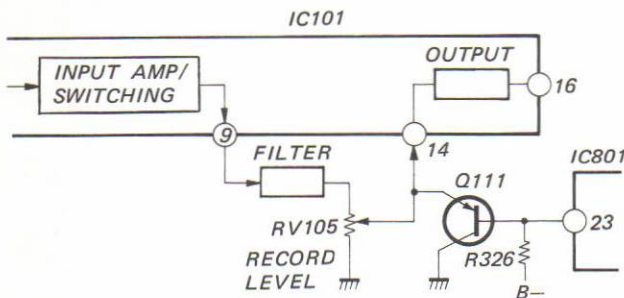 IC101
OUTPUT
INPUT AMP/
SWITCHING
16
9
14
IC801
FILTER
Q111
23
RV105
R326
RECORD
LEVEL
B—